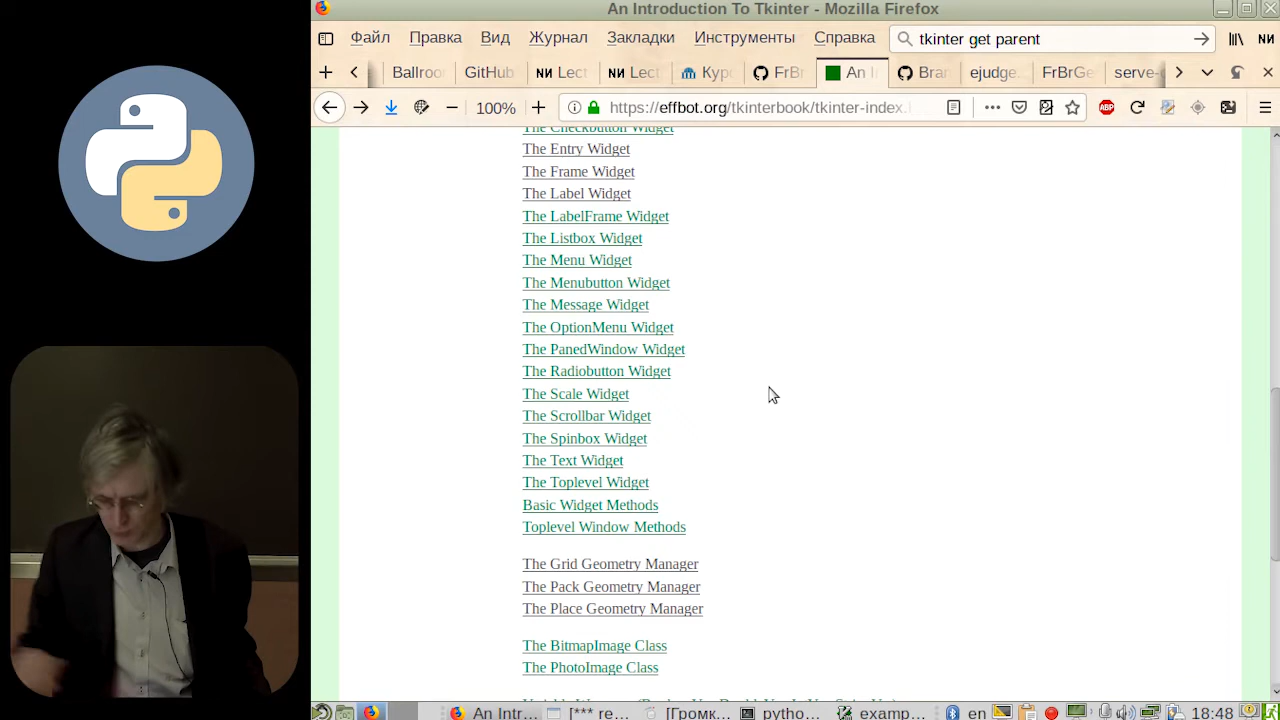 An Introduction To Tkinter - Mozilla Firefox
Файл Правка Вид Журнал Закладки Инструменты Справка tkinter get parent
Ballroo GitHub Lect Lect Кур FrBr An I Bran ejudge. FrBrGe serve-
100% https://effbot.org/tkinterbook/tkinter-index.
The Checkbutton Widget
The Entry Widget
The Frame Widget
The Label Widget
The LabelFrame Widget
The Listbox Widget
The Menu Widget
The Menubutton Widget
The Message Widget
The OptionMenu Widget
The PanedWindow Widget
The Radiobutton Widget
The Scale Widget
The Scrollbar Widget
The Spinbox Widget
The Text Widget
The Toplevel Widget
Basic Widget Methods
Toplevel Window Methods
The Grid Geometry Manager
The Pack Geometry Manager
The Place Geometry Manager
The BitmapImage Class
The PhotoImage Class
An Intr... [*** re... [Громк... pytho... examp... en 18:48